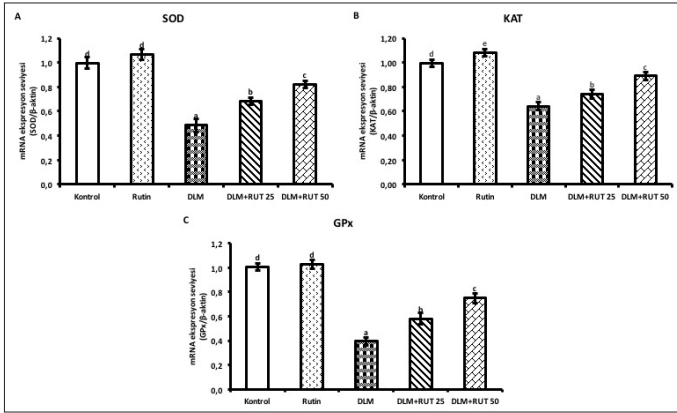 A
SOD
mRNA ekspresyon seviyesi
(SOD/β-aktin)
1,2
1,0
0,8
0,6
0,4
0,2
0,0
d
d
a
b
c
Kontrol
Rutin
DLM
DLM+RUT 25
DLM+RUT 50
B
KAT
mRNA ekspresyon seviyesi
(KAT/β-aktin)
1,20
1,00
0,80
0,60
0,40
0,20
0,00
d
e
a
b
c
Kontrol
Rutin
DLM
DLM+RUT 25
DLM+RUT 50
C
GPx
mRNA ekspresyon seviyesi
(GPx/β-aktin)
1,2
1,0
0,8
0,6
0,4
0,2
0,0
d
d
a
b
c
Kontrol
Rutin
DLM
DLM+RUT 25
DLM+RUT 50